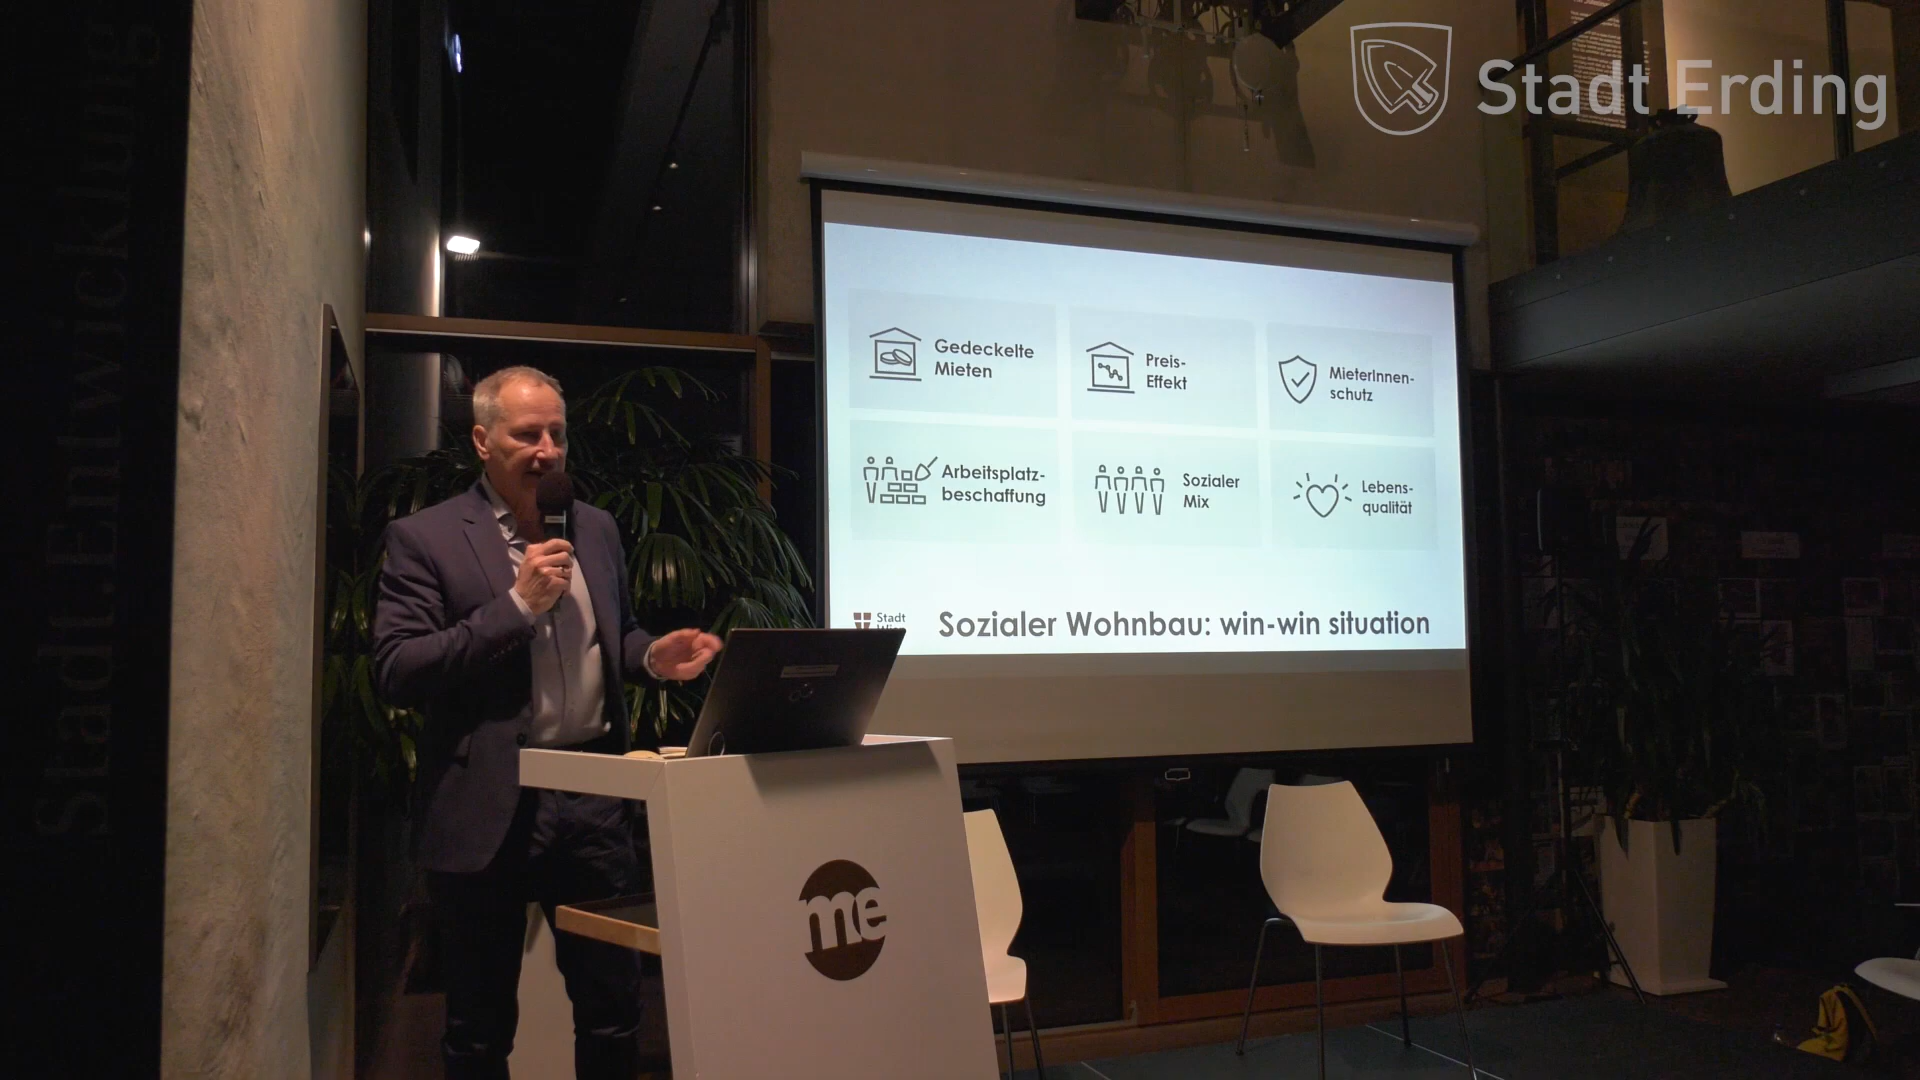 Stadt Erding
Stadt.Entwicklung
Gedeckelte
Mieten
Preis-
Effekt
MieterInnen-
schutz
Arbeitsplatz-
beschaffung
Sozialer
Mix
Lebens-
qualität
Stadt
Sozialer Wohnbau: win-win situation
me